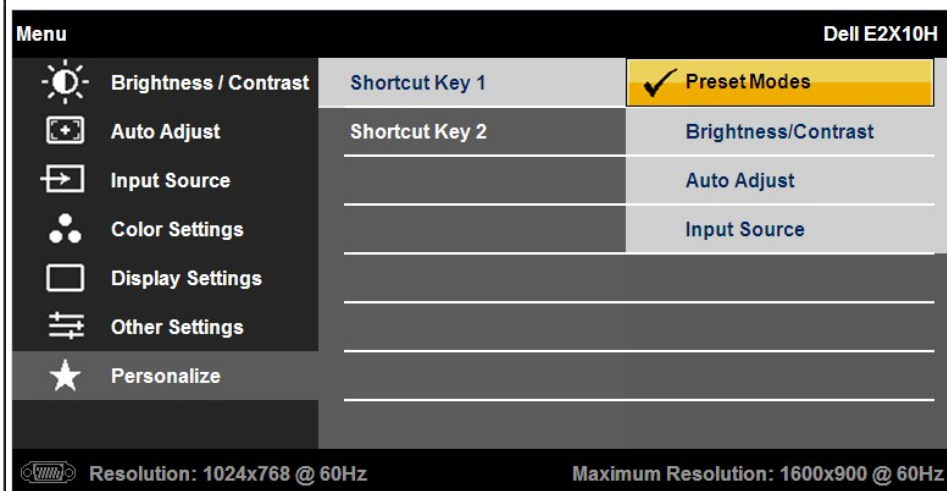 Menu Dell E2X10H
Brightness / Contrast Shortcut Key 1 Preset Modes
Auto Adjust Shortcut Key 2 Brightness/Contrast
Input Source Auto Adjust
Color Settings Input Source
Display Settings
Other Settings
Personalize
Resolution: 1024x768 @ 60Hz Maximum Resolution: 1600x900 @ 60Hz